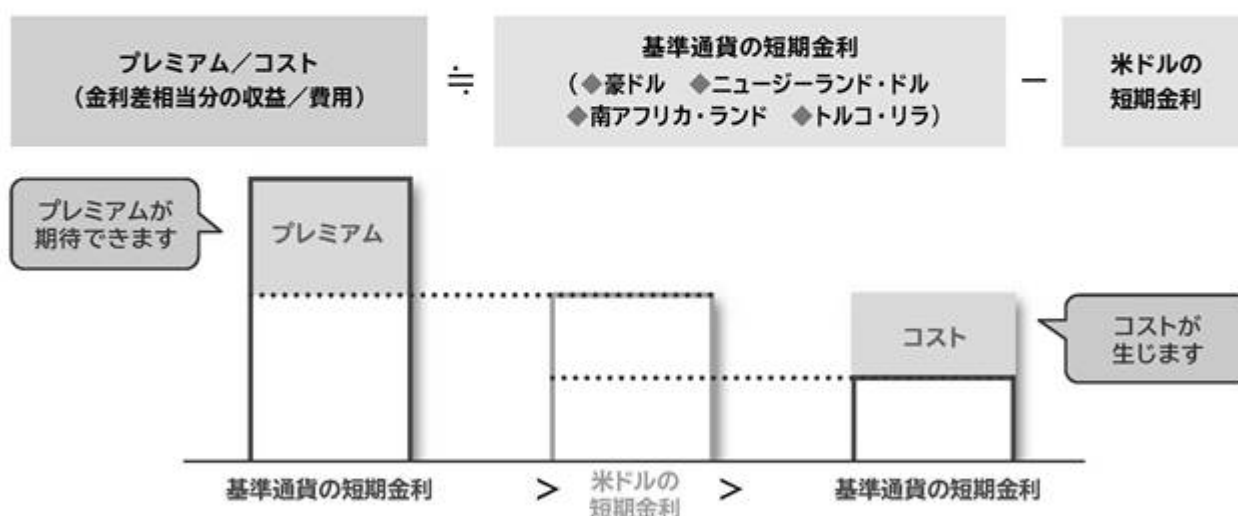 プレミアム／コスト
（金利差相当分の収益／費用）
≒
基準通貨の短期金利
（◆豪ドル ◆ニュージーランド・ドル
◆南アフリカ・ランド ◆トルコ・リラ）
－
米ドルの
短期金利
プレミアムが
期待できます
プレミアム
コスト
コストが
生じます
基準通貨の短期金利
＞
米ドルの
短期金利
＞
基準通貨の短期金利